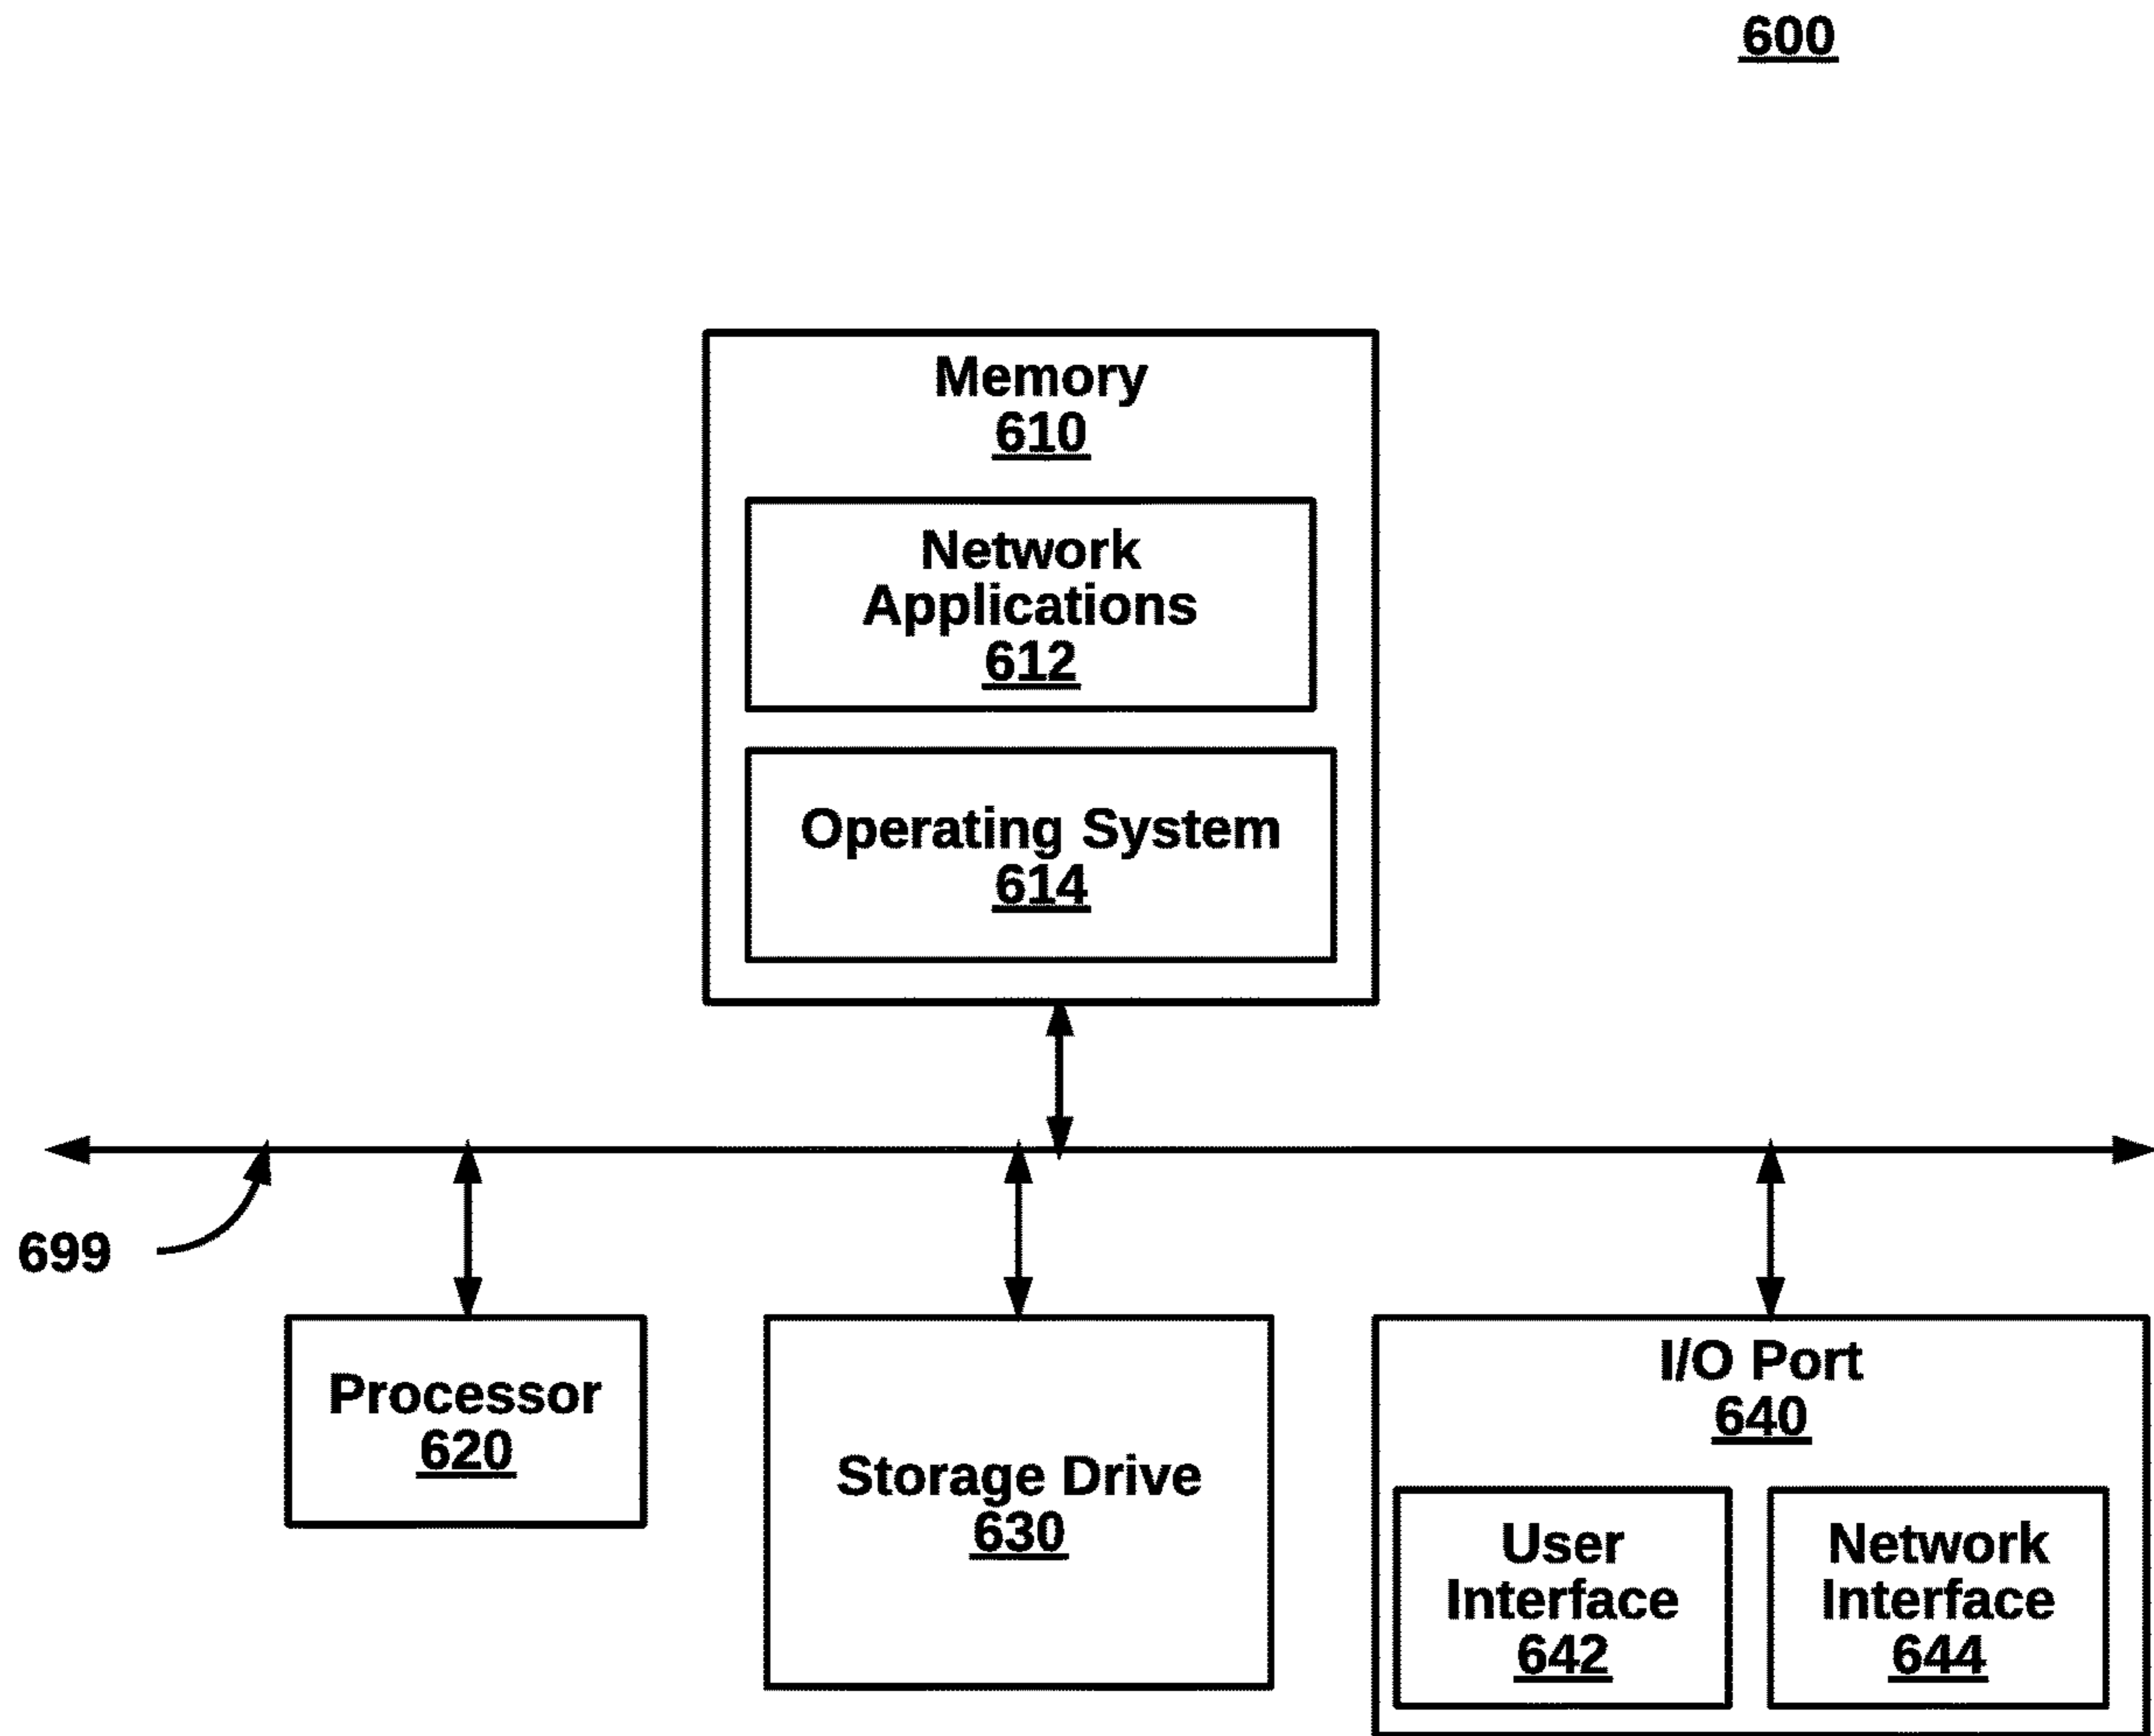 600
Memory
610
Network
Applications
612
Operating System
614
699
Processor
620
Storage Drive
630
I/O Port
640
User
Interface
642
Network
Interface
644